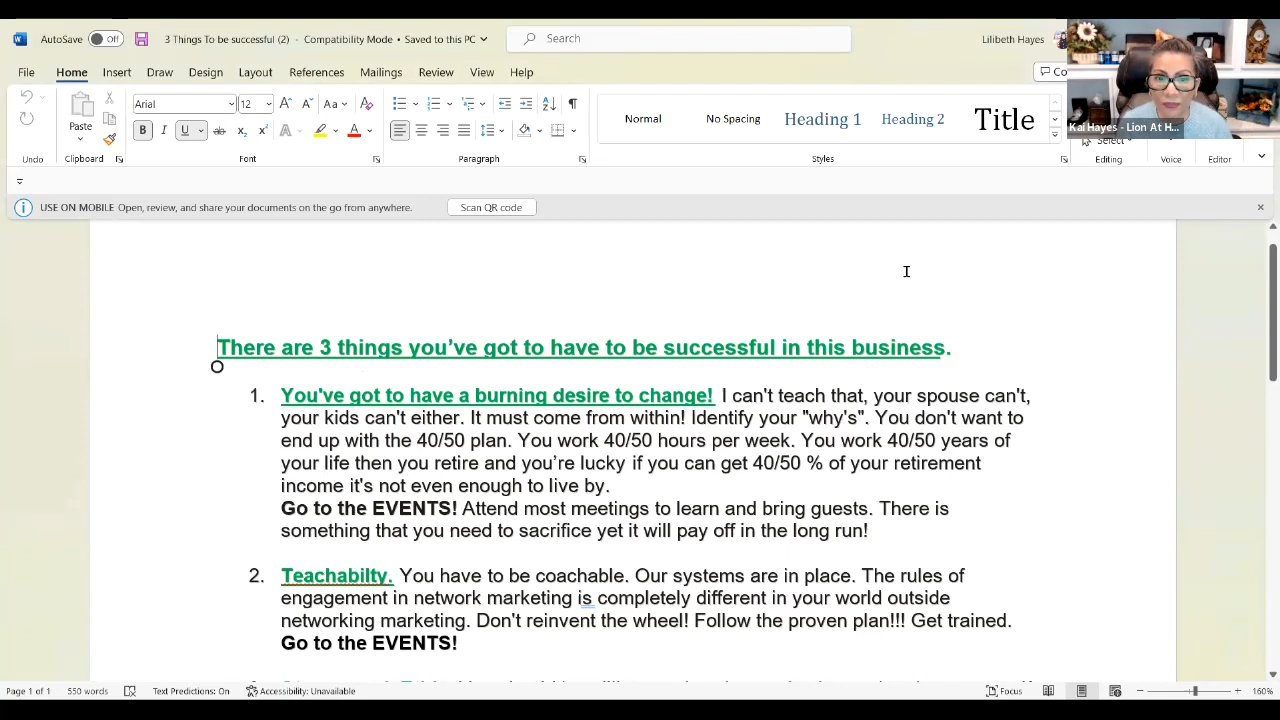 AutoSave Off 3 Things To be successful (2) - Compatibility Mode • Saved to this PC Search Lilibeth Hayes
File Home Insert Draw Design Layout References Mailings Review View Help Co
Paste Arial 12 Aa Normal No Spacing Heading 1 Heading 2 Title
Kai Hayes - Lion At H...
Select
Undo Clipboard Font Paragraph Styles Editing Voice Editor
USE ON MOBILE Open, review, and share your documents on the go from anywhere. Scan QR code
There are 3 things you’ve got to have to be successful in this business.
1. You've got to have a burning desire to change! I can't teach that, your spouse can't,
your kids can't either. It must come from within! Identify your "why's". You don't want to
end up with the 40/50 plan. You work 40/50 hours per week. You work 40/50 years of
your life then you retire and you’re lucky if you can get 40/50 % of your retirement
income it's not even enough to live by.
Go to the EVENTS! Attend most meetings to learn and bring guests. There is
something that you need to sacrifice yet it will pay off in the long run!
2. Teachabilty. You have to be coachable. Our systems are in place. The rules of
engagement in network marketing is completely different in your world outside
networking marketing. Don't reinvent the wheel! Follow the proven plan!!! Get trained.
Go to the EVENTS!
Page 1 of 1 550 words Text Predictions: On Accessibility: Unavailable Focus 160%